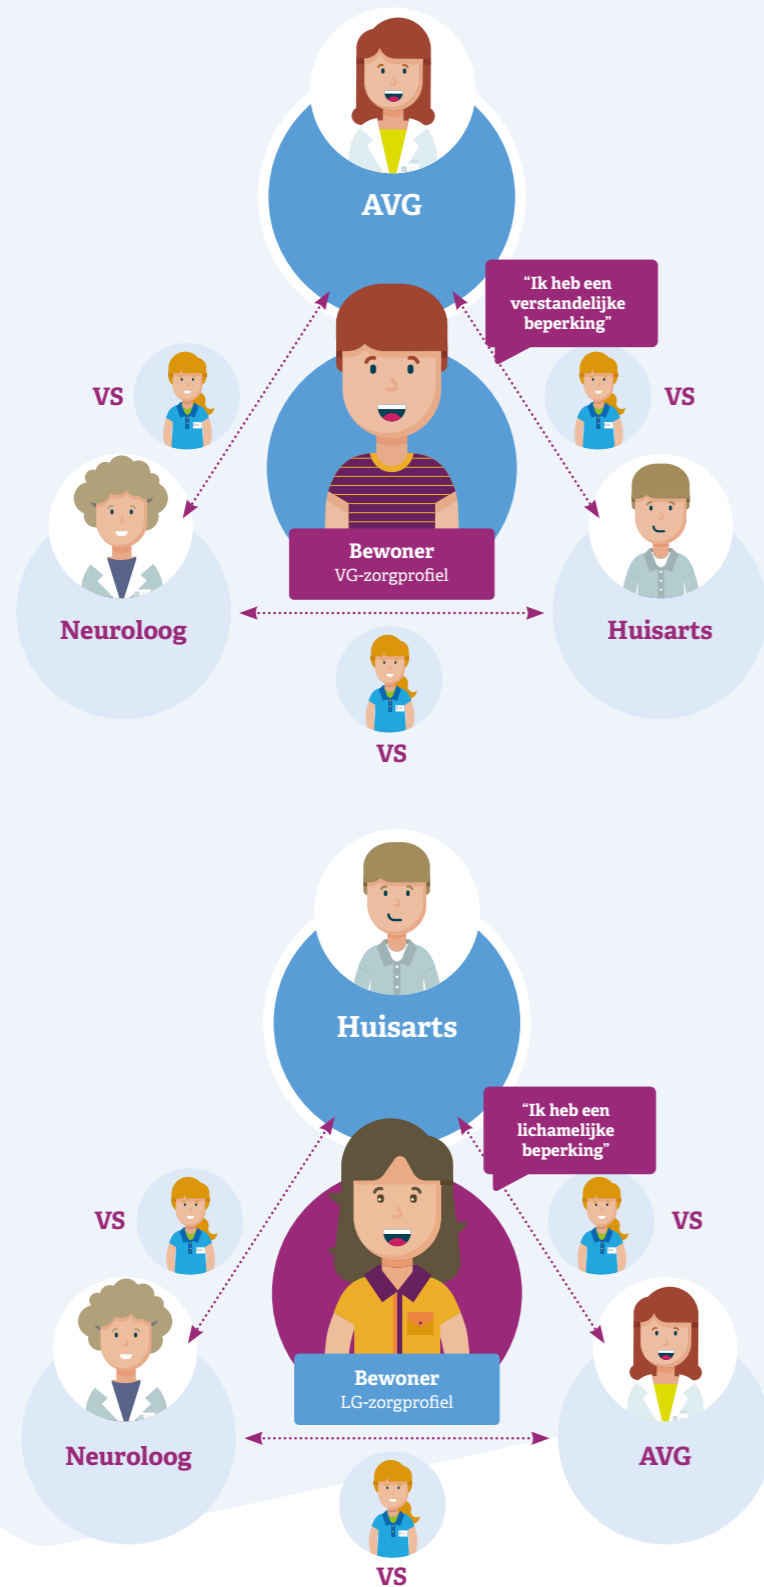 AVG
“Ik heb een
verstandelijke
beperking”
VS
VS
Bewoner
VG-zorgprofiel
Neuroloog
Huisarts
VS
Huisarts
“Ik heb een
lichamelijke
beperking”
VS
VS
Bewoner
LG-zorgprofiel
Neuroloog
AVG
VS